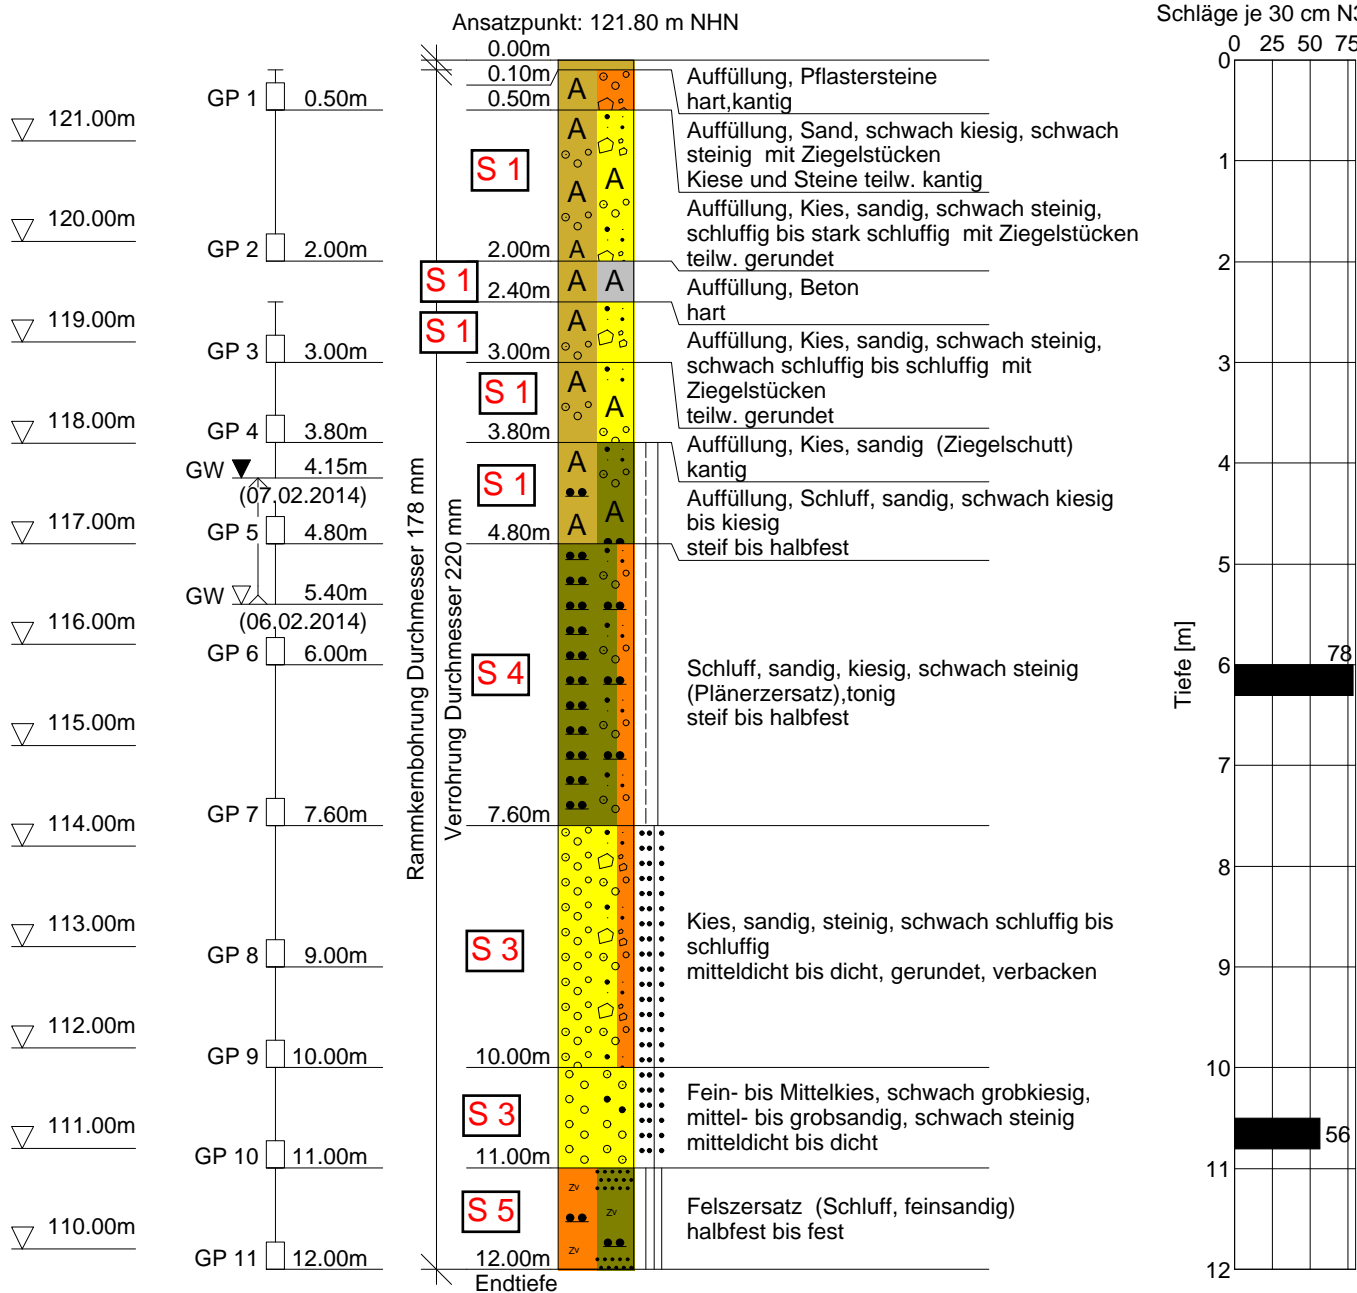 Ansatzpunkt: 121.80 m NHN
Schläge je 30 cm N3
0 25 50 75
0.00m
0.10m
0.50m
2.00m
2.40m
3.00m
3.80m
4.80m
7.60m
10.00m
11.00m
12.00m
Endtiefe
121.00m
120.00m
119.00m
118.00m
117.00m
116.00m
115.00m
114.00m
113.00m
112.00m
111.00m
110.00m
GP 1 0.50m
GP 2 2.00m
GP 3 3.00m
GP 4 3.80m
GW 4.15m
(07.02.2014)
GP 5 4.80m
GW 5.40m
(06.02.2014)
GP 6 6.00m
GP 7 7.60m
GP 8 9.00m
GP 9 10.00m
GP 10 11.00m
GP 11 12.00m
Rammkernbohrung Durchmesser 178 mm
Verrohrung Durchmesser 220 mm
S 1
S 1
S 1
S 1
S 1
S 4
S 3
S 3
S 5
A
A
A
A
A
A
A
A
A
A
A
A
A
zv
zv
zv
Auffüllung, Pflastersteine
hart,kantig
Auffüllung, Sand, schwach kiesig, schwach
steinig mit Ziegelstücken
Kiese und Steine teilw. kantig
Auffüllung, Kies, sandig, schwach steinig,
schluffig bis stark schluffig mit Ziegelstücken
teilw. gerundet
Auffüllung, Beton
hart
Auffüllung, Kies, sandig, schwach steinig,
schwach schluffig bis schluffig mit
Ziegelstücken
teilw. gerundet
Auffüllung, Kies, sandig (Ziegelschutt)
kantig
Auffüllung, Schluff, sandig, schwach kiesig
bis kiesig
steif bis halbfest
Schluff, sandig, kiesig, schwach steinig
(Plänerzersatz),tonig
steif bis halbfest
Kies, sandig, steinig, schwach schluffig bis
schluffig
mitteldicht bis dicht, gerundet, verbacken
Fein- bis Mittelkies, schwach grobkiesig,
mittel- bis grobsandig, schwach steinig
mitteldicht bis dicht
Felszersatz (Schluff, feinsandig)
halbfest bis fest
Tiefe [m]
0
1
2
3
4
5
6
7
8
9
10
11
12
78
56